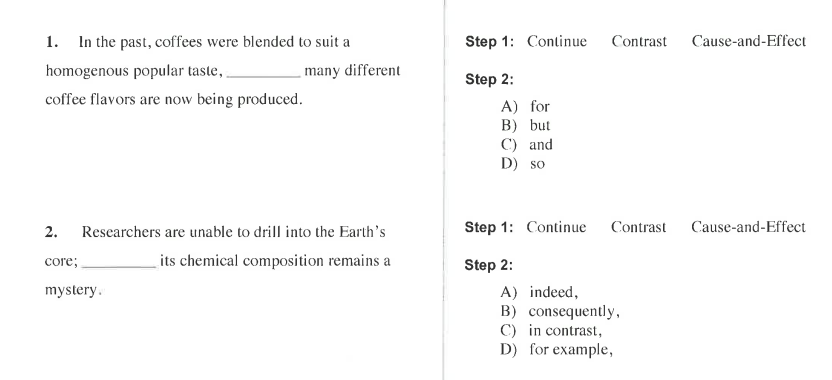 1. In the past, coffees were blended to suit a
homogenous popular taste, __________ many different
coffee flavors are now being produced.
Step 1: Continue Contrast Cause-and-Effect
Step 2:
A) for
B) but
C) and
D) so
2. Researchers are unable to drill into the Earth's
core; __________ its chemical composition remains a
mystery.
Step 1: Continue Contrast Cause-and-Effect
Step 2:
A) indeed,
B) consequently,
C) in contrast,
D) for example,